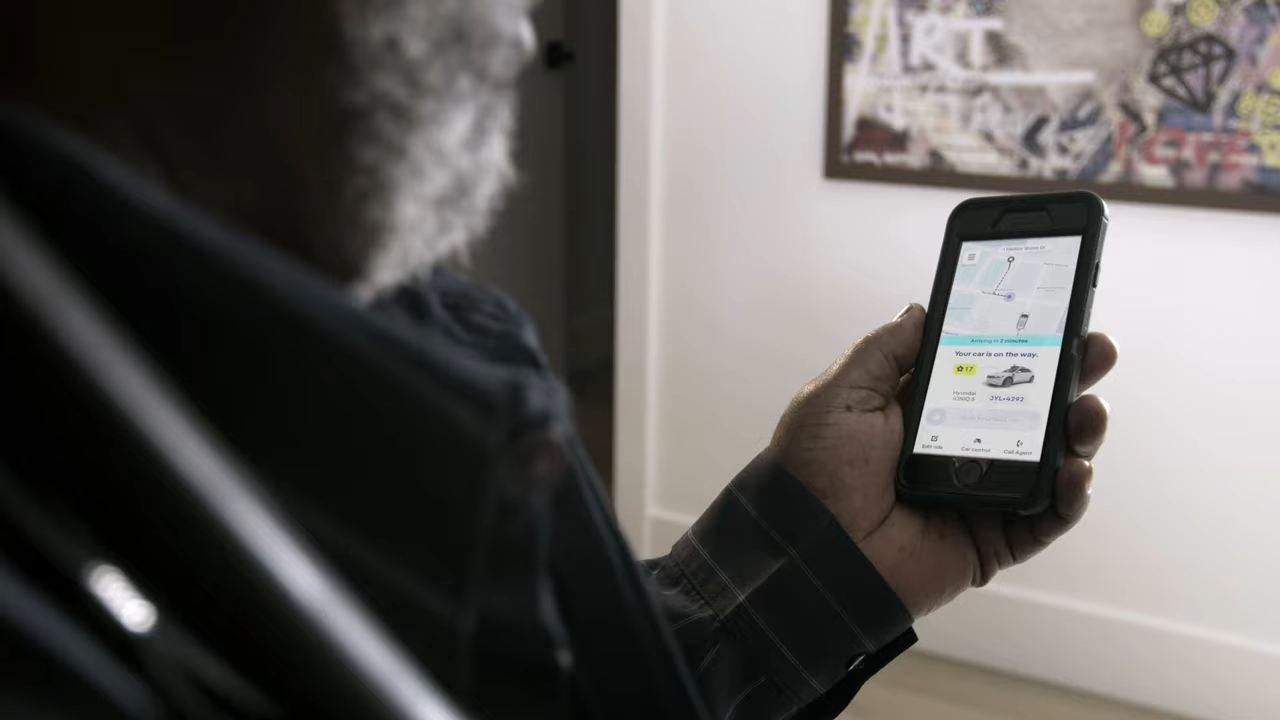 ART
Arriving in 2 minutes
Your car is on the way.
17
Hyundai
IONIQ 5
JYL•4292
Edit ride
Car control
Call Agent